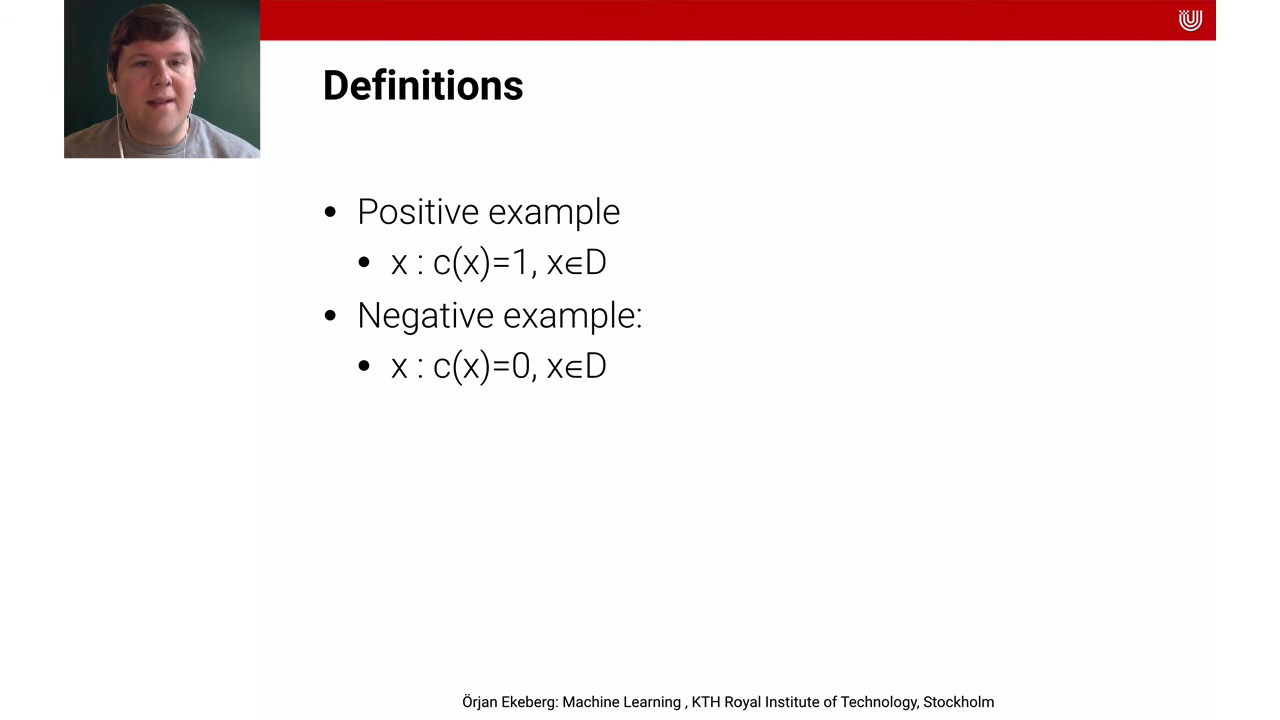 Definitions
• Positive example
• x : c(x)=1, x∈D
• Negative example:
• x : c(x)=0, x∈D
Örjan Ekeberg: Machine Learning , KTH Royal Institute of Technology, Stockholm